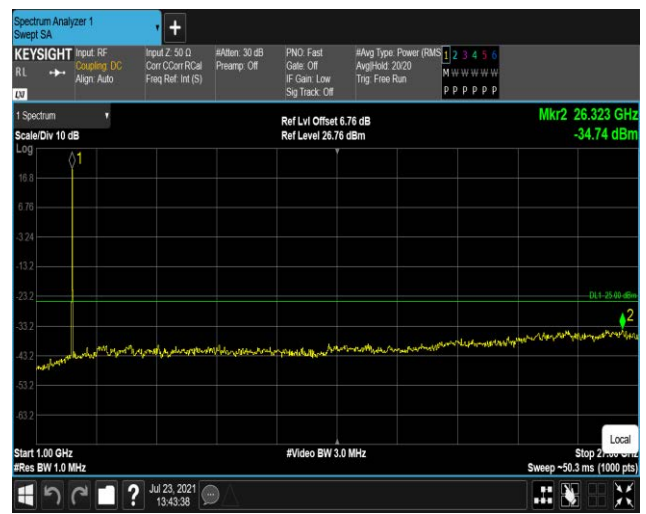 Spectrum Analyzer 1
Swept SA
+
KEYSIGHT
RL
LXI
Input: RF
Coupling: DC
Align: Auto
Input Z: 50 Ω
Corr CCorr RCal
Freq Ref: Int (S)
#Atten: 30 dB
Preamp: Off
PNO: Fast
Gate: Off
IF Gain: Low
Sig Track: Off
#Avg Type: Power (RMS
Avg|Hold: 20/20
Trig: Free Run
1 2 3 4 5 6
M W W W W W
P P P P P P
1 Spectrum
Scale/Div 10 dB
Log
Ref Lvl Offset 6.76 dB
Ref Level 26.76 dBm
Mkr2 26.323 GHz
-34.74 dBm
1
16.8
6.76
-3.24
-13.2
-23.2
DL1 -25.00 dBm
2
-33.2
-43.2
-53.2
-63.2
Local
Start 1.00 GHz
#Video BW 3.0 MHz
Stop 27.00 GHz
#Res BW 1.0 MHz
Sweep ~50.3 ms (1000 pts)
?
Jul 23, 2021
13:43:38